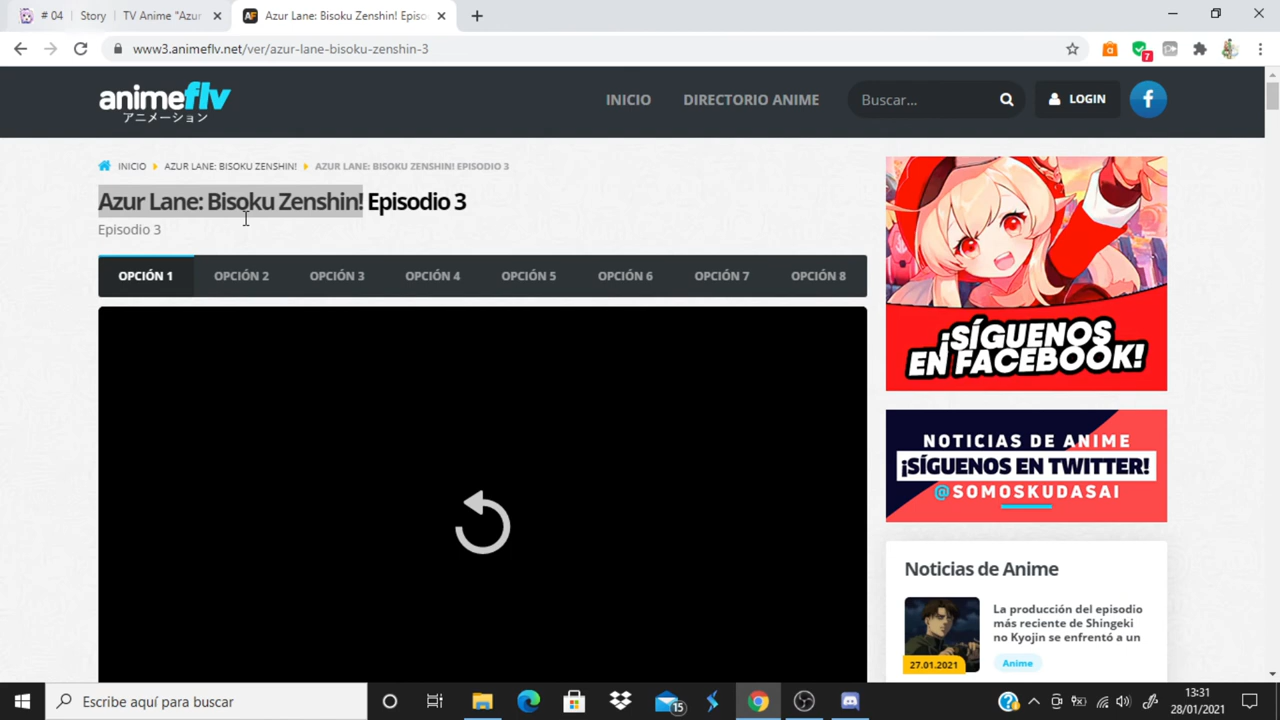 # 04 Story TV Anime "Azur
Azur Lane: Bisoku Zenshin! Episo
www3.animeflv.net/ver/azur-lane-bisoku-zenshin-3
7
animeflv
アニメーション
INICIO
DIRECTORIO ANIME
Buscar...
LOGIN
INICIO
AZUR LANE: BISOKU ZENSHIN!
AZUR LANE: BISOKU ZENSHIN! EPISODIO 3
Azur Lane: Bisoku Zenshin! Episodio 3
Episodio 3
OPCIÓN 1
OPCIÓN 2
OPCIÓN 3
OPCIÓN 4
OPCIÓN 5
OPCIÓN 6
OPCIÓN 7
OPCIÓN 8
¡SÍGUENOS
EN FACEBOOK!
NOTICIAS DE ANIME
¡SÍGUENOS EN TWITTER!
@SOMOSKUDASAI
Noticias de Anime
La producción del episodio
más reciente de Shingeki
no Kyojin se enfrentó a un
27.01.2021
Anime
Escribe aquí para buscar
15
13:31
28/01/2021